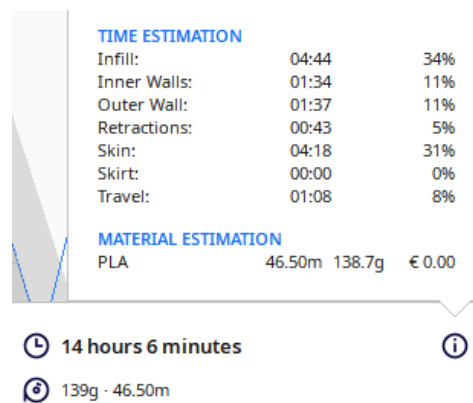 TIME ESTIMATION
Infill: 04:44 34%
Inner Walls: 01:34 11%
Outer Wall: 01:37 11%
Retractions: 00:43 5%
Skin: 04:18 31%
Skirt: 00:00 0%
Travel: 01:08 8%
MATERIAL ESTIMATION
PLA 46.50m 138.7g € 0.00
14 hours 6 minutes
139g · 46.50m